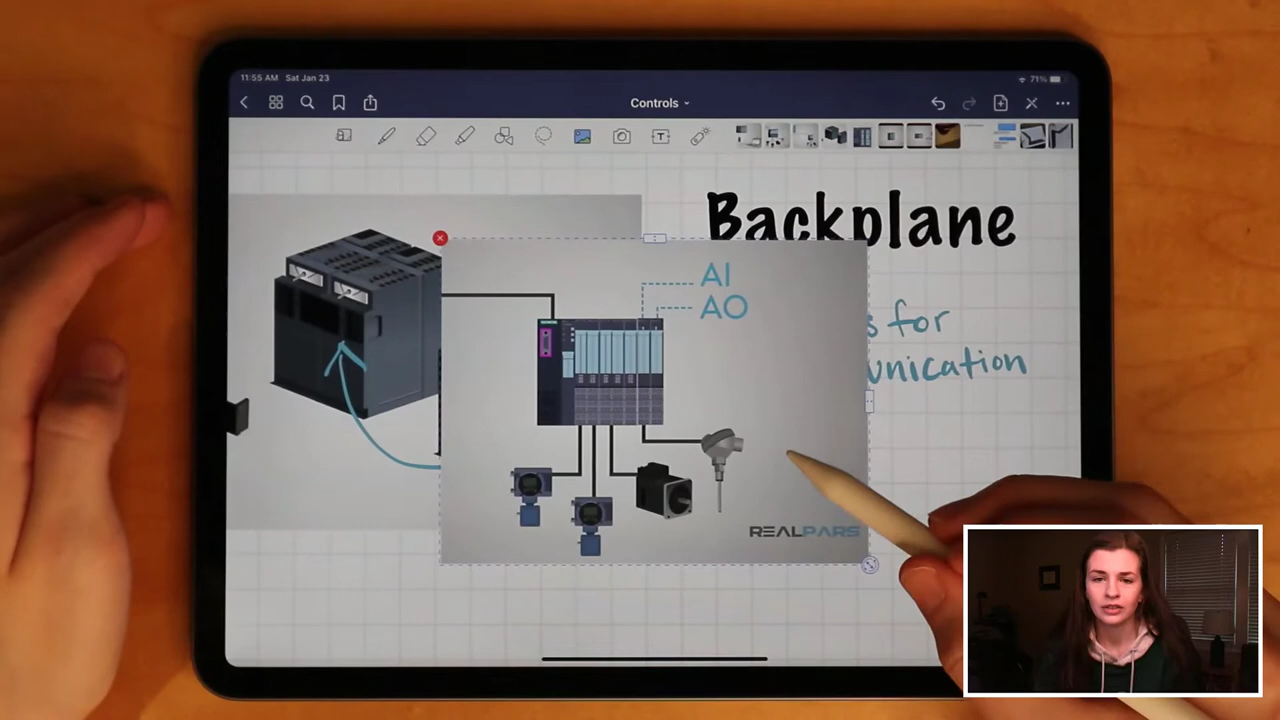 11:55 AM Sat Jan 23
71%
Controls
T
Backplane
AI
AO
s for
unication
REALPARS